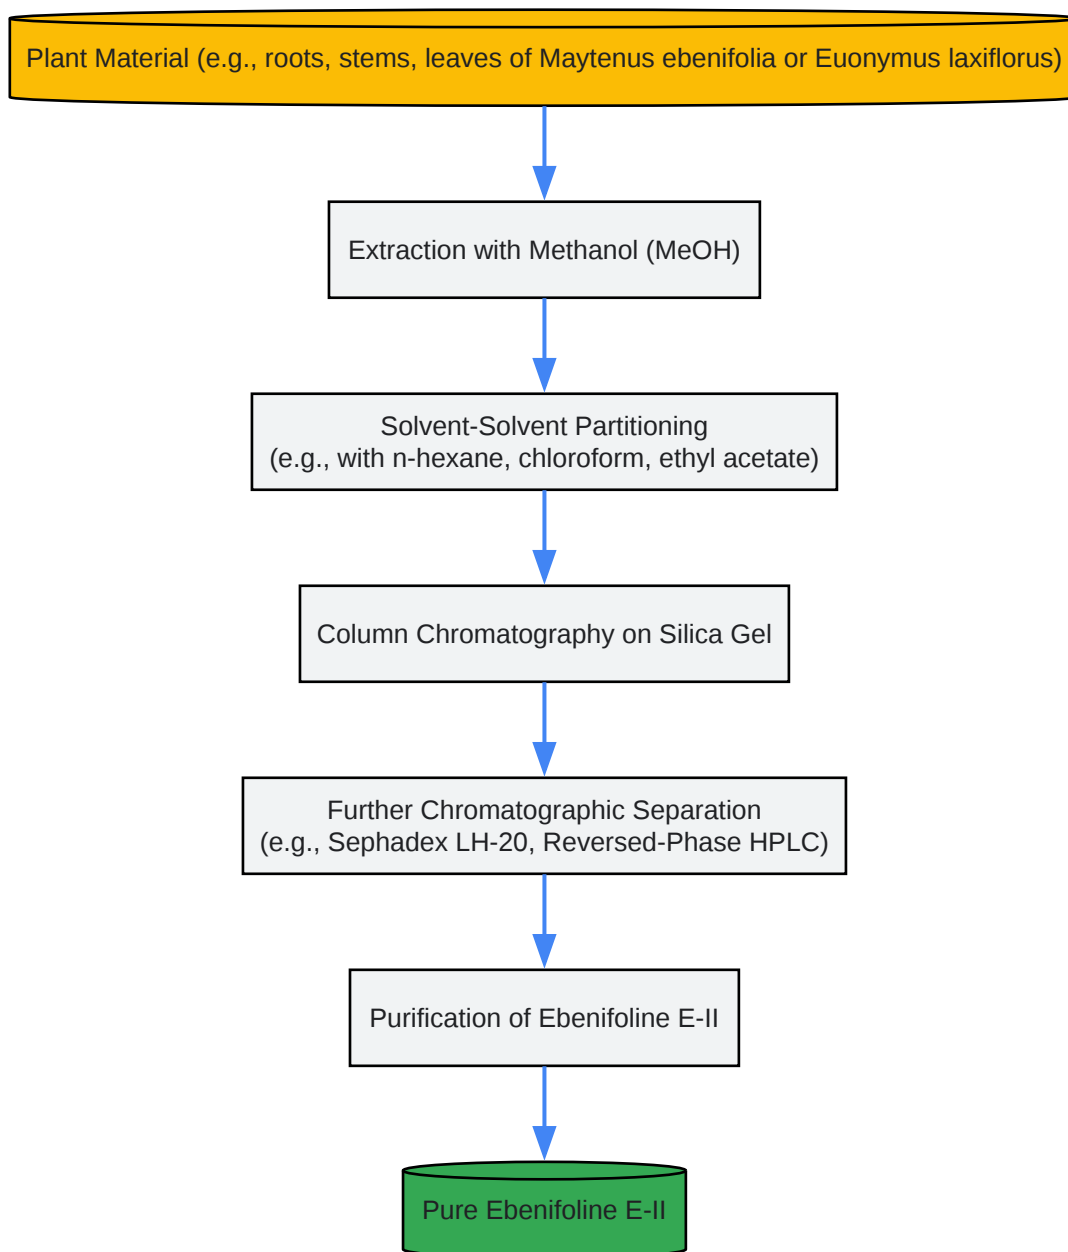 Plant Material (e.g., roots, stems, leaves of Maytenus ebenifolia or Euonymus laxiflorus)
Extraction with Methanol (MeOH)
Solvent-Solvent Partitioning
(e.g., with n-hexane, chloroform, ethyl acetate)
Column Chromatography on Silica Gel
Further Chromatographic Separation
(e.g., Sephadex LH-20, Reversed-Phase HPLC)
Purification of Ebenifoline E-II
Pure Ebenifoline E-II